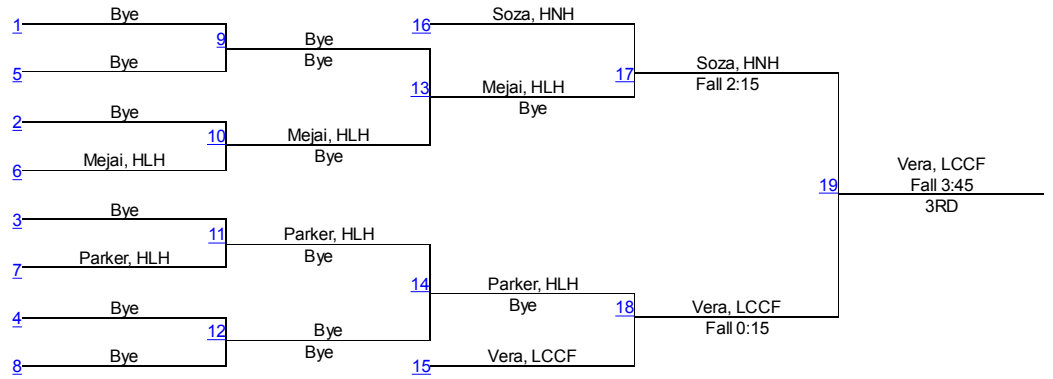 1
Bye
5
Bye
9
Bye
Bye
2
Bye
6
Mejai, HLH
10
Mejai, HLH
Bye
13
Mejai, HLH
Bye
16
Soza, HNH
17
Soza, HNH
Fall 2:15
3
Bye
7
Parker, HLH
11
Parker, HLH
Bye
4
Bye
8
Bye
12
Bye
Bye
14
Parker, HLH
Bye
15
Vera, LCCF
18
Vera, LCCF
Fall 0:15
19
Vera, LCCF
Fall 3:45
3RD